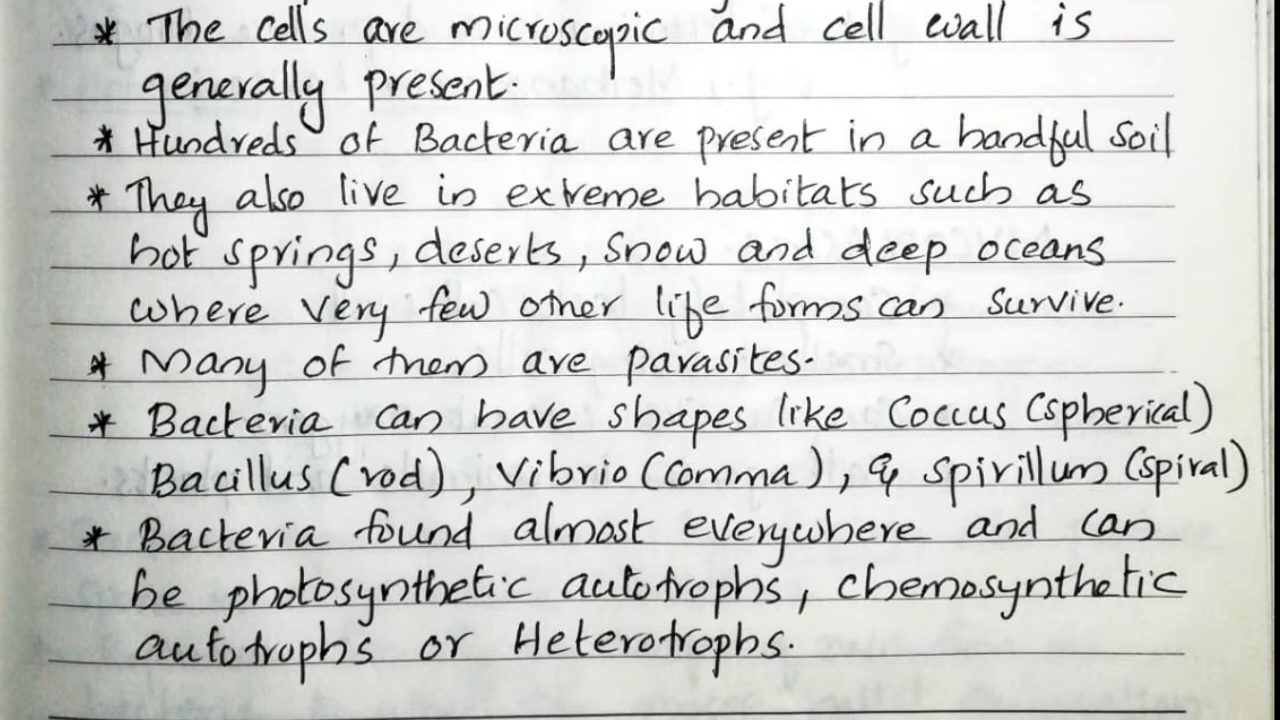 * The cells are microscopic and cell wall is
generally present.
* Hundreds of Bacteria are present in a handful soil
* They also live in extreme habitats such as
hot springs, deserts, snow and deep oceans
where very few other life forms can survive.
* Many of them are parasites.
* Bacteria can have shapes like Coccus (spherical)
Bacillus (rod), Vibrio (comma), & spirillum (spiral)
* Bacteria found almost everywhere and can
be photosynthetic autotrophs, chemosynthetic
autotrophs or Heterotrophs.